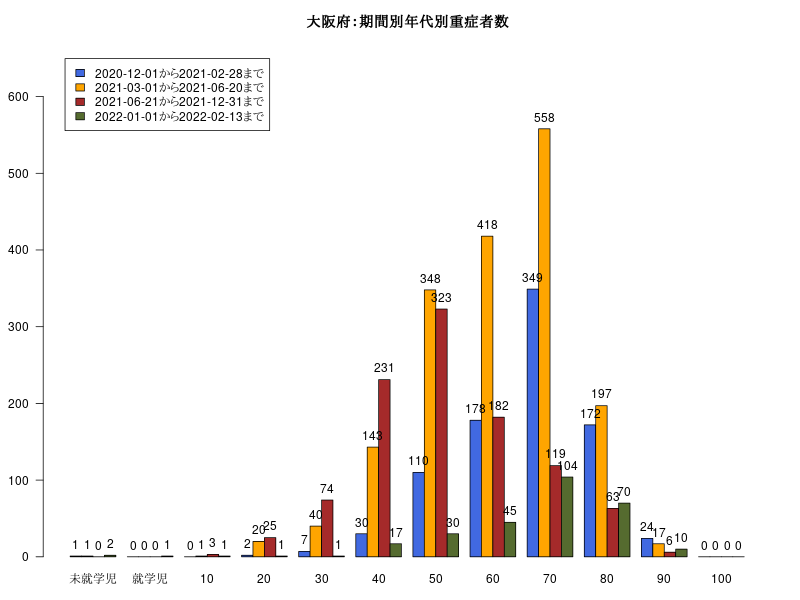 大阪府：期間別年代別重症者数
2020-12-01から2021-02-28まで
2021-03-01から2021-06-20まで
2021-06-21から2021-12-31まで
2022-01-01から2022-02-13まで
600
500
400
300
200
100
0
1 1 0 2
0 0 0 1
0 1 3 1
2 20 25 1
7 40 74 1
30 143 231 17
110 348 323 30
178 418 182 45
349 558 119 104
172 197 63 70
24 17 6 10
0 0 0 0
未就学児 就学児 10 20 30 40 50 60 70 80 90 100